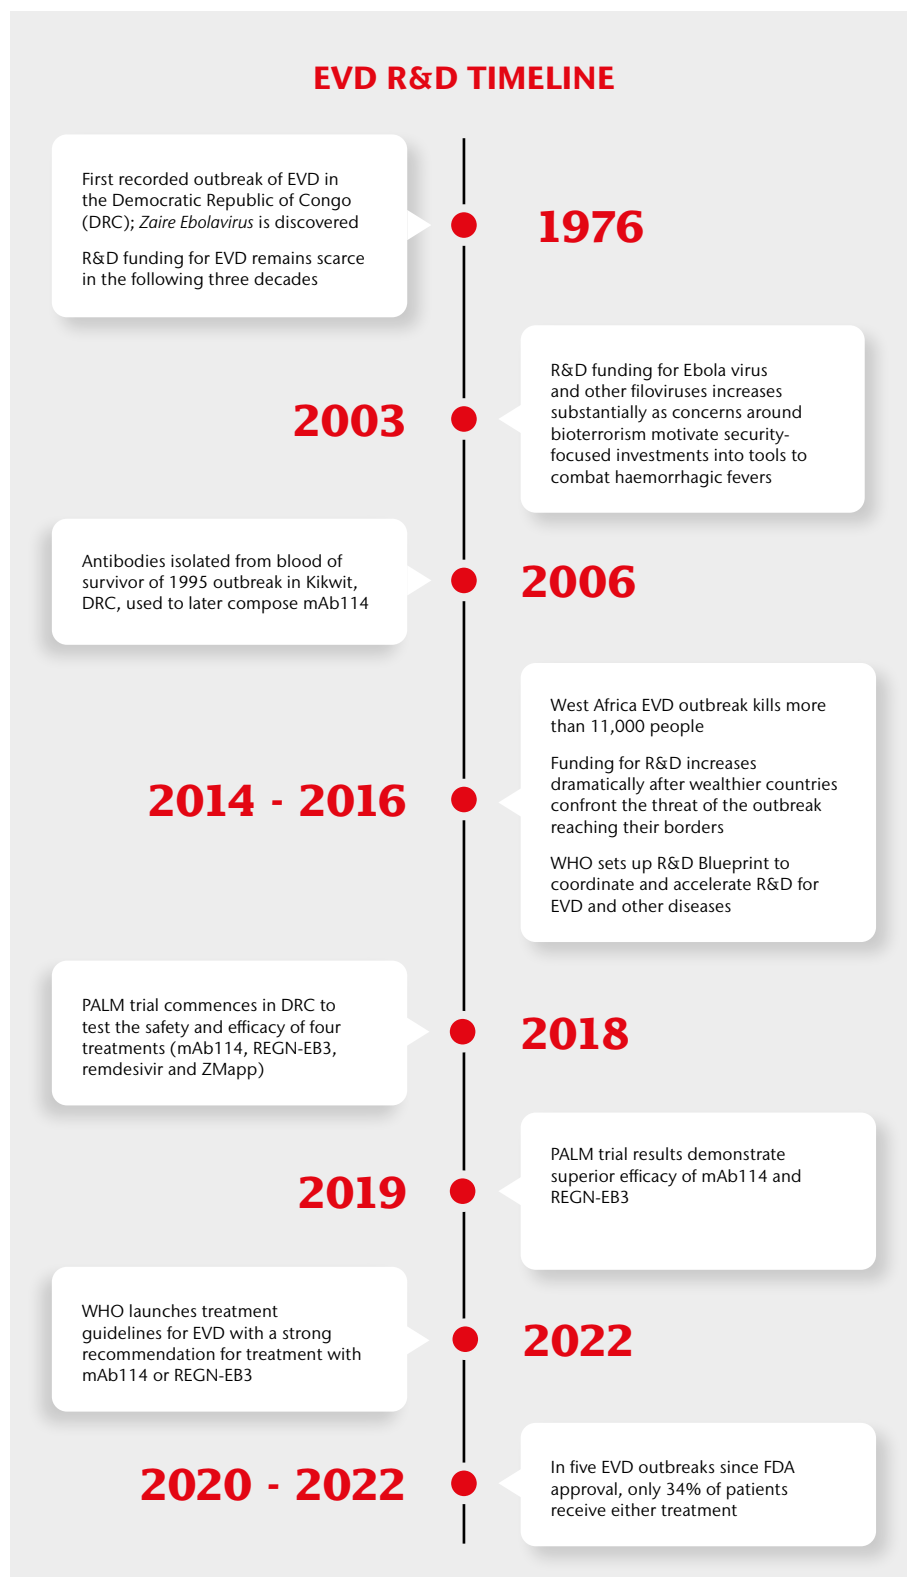 EVD R&D TIMELINE
First recorded outbreak of EVD in
the Democratic Republic of Congo
(DRC); Zaire Ebolavirus is discovered
R&D funding for EVD remains scarce
in the following three decades
1976
2003
R&D funding for Ebola virus
and other filoviruses increases
substantially as concerns around
bioterrorism motivate security-
focused investments into tools to
combat haemorrhagic fevers
Antibodies isolated from blood of
survivor of 1995 outbreak in Kikwit,
DRC, used to later compose mAb114
2006
2014 - 2016
West Africa EVD outbreak kills more
than 11,000 people
Funding for R&D increases
dramatically after wealthier countries
confront the threat of the outbreak
reaching their borders
WHO sets up R&D Blueprint to
coordinate and accelerate R&D for
EVD and other diseases
PALM trial commences in DRC to
test the safety and efficacy of four
treatments (mAb114, REGN-EB3,
remdesivir and ZMapp)
2018
2019
PALM trial results demonstrate
superior efficacy of mAb114 and
REGN-EB3
WHO launches treatment
guidelines for EVD with a strong
recommendation for treatment with
mAb114 or REGN-EB3
2022
2020 - 2022
In five EVD outbreaks since FDA
approval, only 34% of patients
receive either treatment